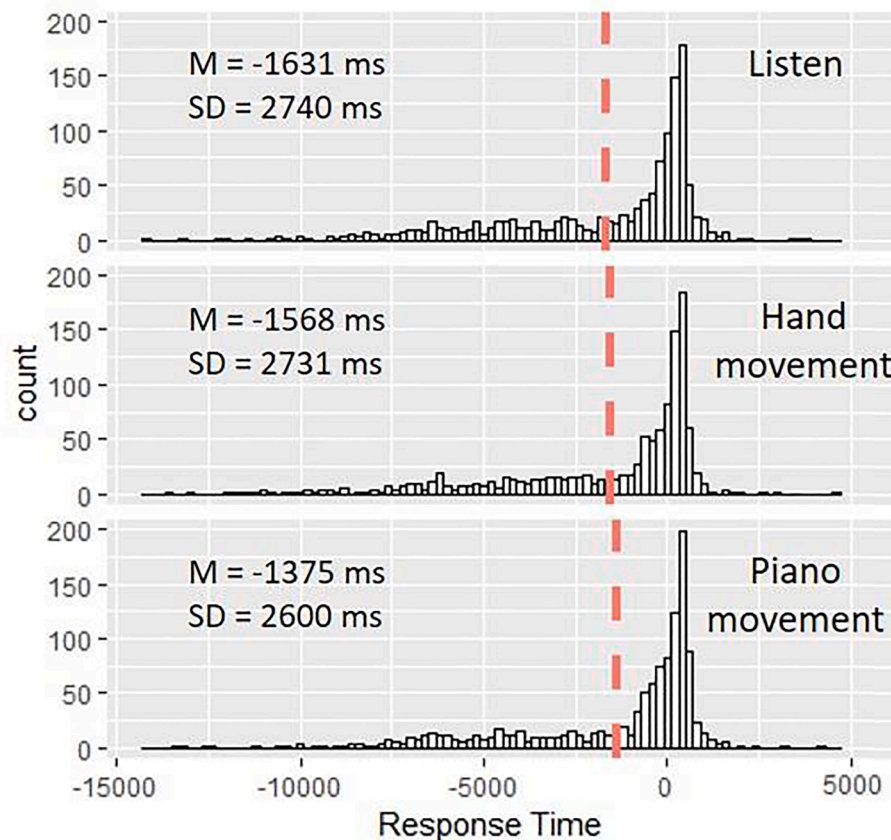 200
150
100
50
0
M = -1631 ms
SD = 2740 ms
Listen
200
150
100
50
0
M = -1568 ms
SD = 2731 ms
Hand
movement
count
200
150
100
50
0
M = -1375 ms
SD = 2600 ms
Piano
movement
-15000 -10000 -5000 0 5000
Response Time